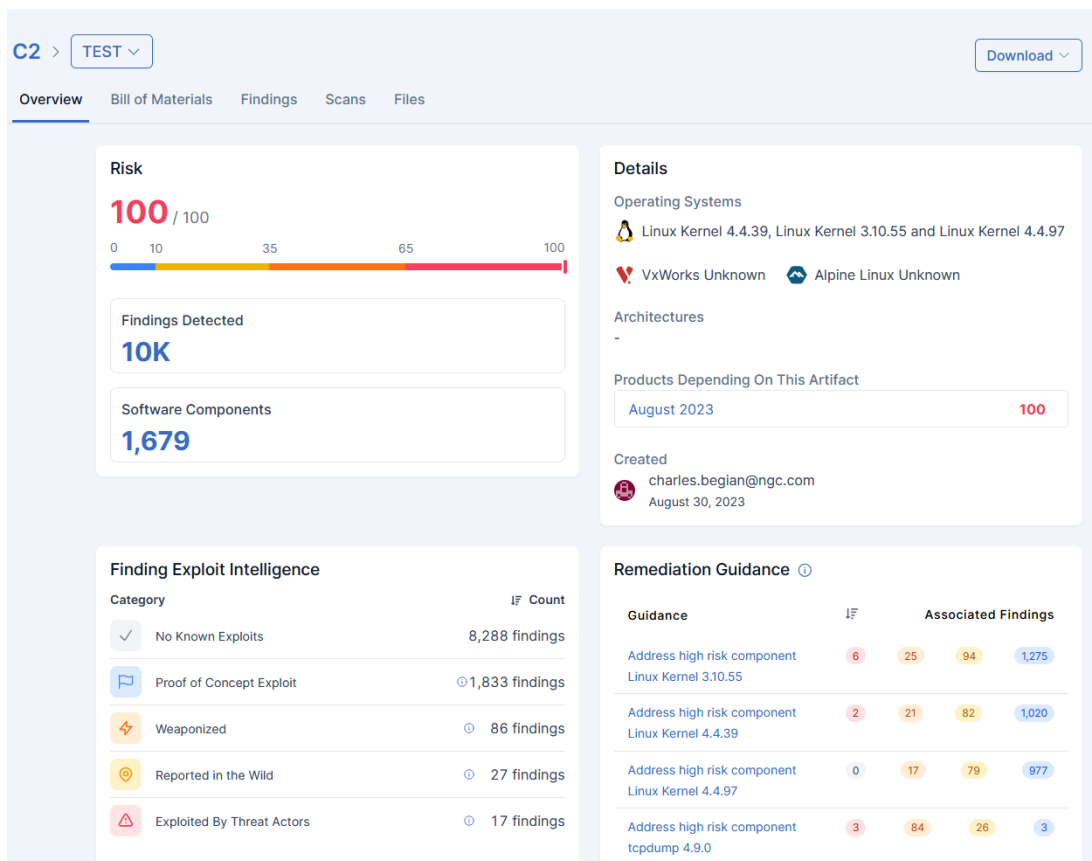 C2 > TEST
Download
Overview Bill of Materials Findings Scans Files
Risk
100 / 100
0 10 35 65 100
Findings Detected
10K
Software Components
1,679
Details
Operating Systems
Linux Kernel 4.4.39, Linux Kernel 3.10.55 and Linux Kernel 4.4.97
VxWorks Unknown Alpine Linux Unknown
Architectures
-
Products Depending On This Artifact
August 2023 100
Created
charles.begian@ngc.com
August 30, 2023
Finding Exploit Intelligence
Category Count
No Known Exploits 8,288 findings
Proof of Concept Exploit 1,833 findings
Weaponized 86 findings
Reported in the Wild 27 findings
Exploited By Threat Actors 17 findings
Remediation Guidance
Guidance Associated Findings
Address high risk component 6 25 94 1,275
Linux Kernel 3.10.55
Address high risk component 2 21 82 1,020
Linux Kernel 4.4.39
Address high risk component 0 17 79 977
Linux Kernel 4.4.97
Address high risk component 3 84 26 3
tcpdump 4.9.0